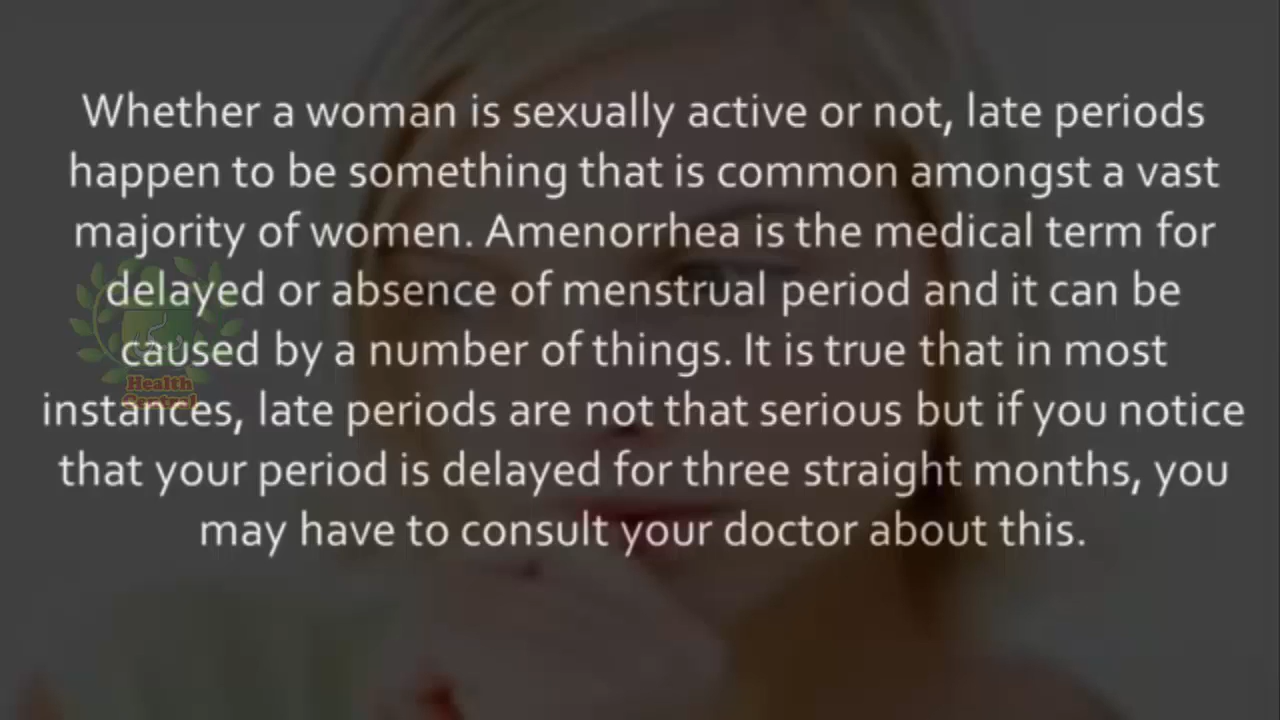 Whether a woman is sexually active or not, late periods
happen to be something that is common amongst a vast
majority of women. Amenorrhea is the medical term for
delayed or absence of menstrual period and it can be
caused by a number of things. It is true that in most
instances, late periods are not that serious but if you notice
that your period is delayed for three straight months, you
may have to consult your doctor about this.
Health
Central